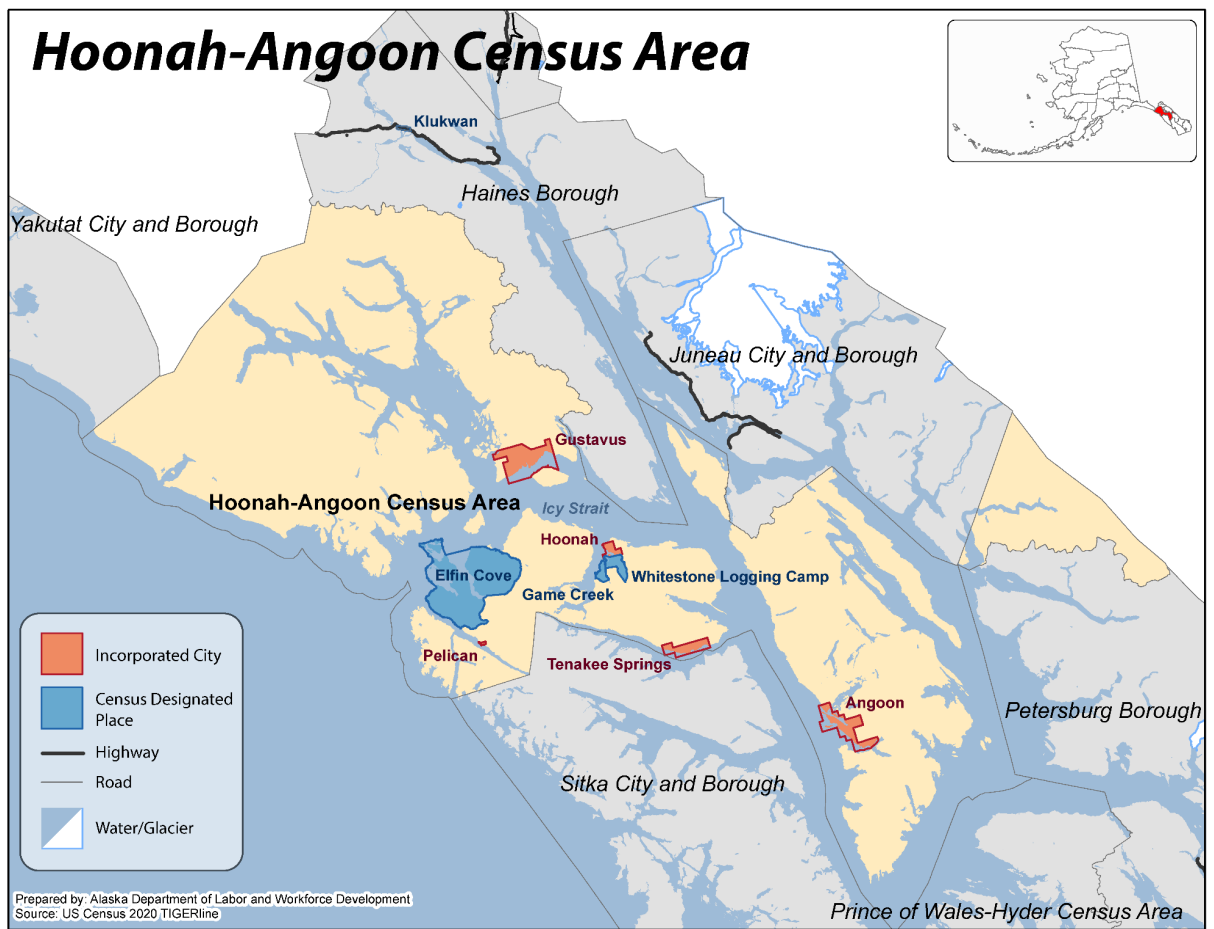 Hoonah-Angoon Census Area
Klukwan
Haines Borough
Yakutat City and Borough
Juneau City and Borough
Gustavus
Hoonah-Angoon Census Area
Icy Strait
Hoonah
Elfin Cove
Whitestone Logging Camp
Game Creek
Pelican
Tenakee Springs
Angoon
Petersburg Borough
Sitka City and Borough
Prince of Wales-Hyder Census Area
Incorporated City
Census Designated
Place
Highway
Road
Water/Glacier
Prepared by: Alaska Department of Labor and Workforce Development
Source: US Census 2020 TIGERline